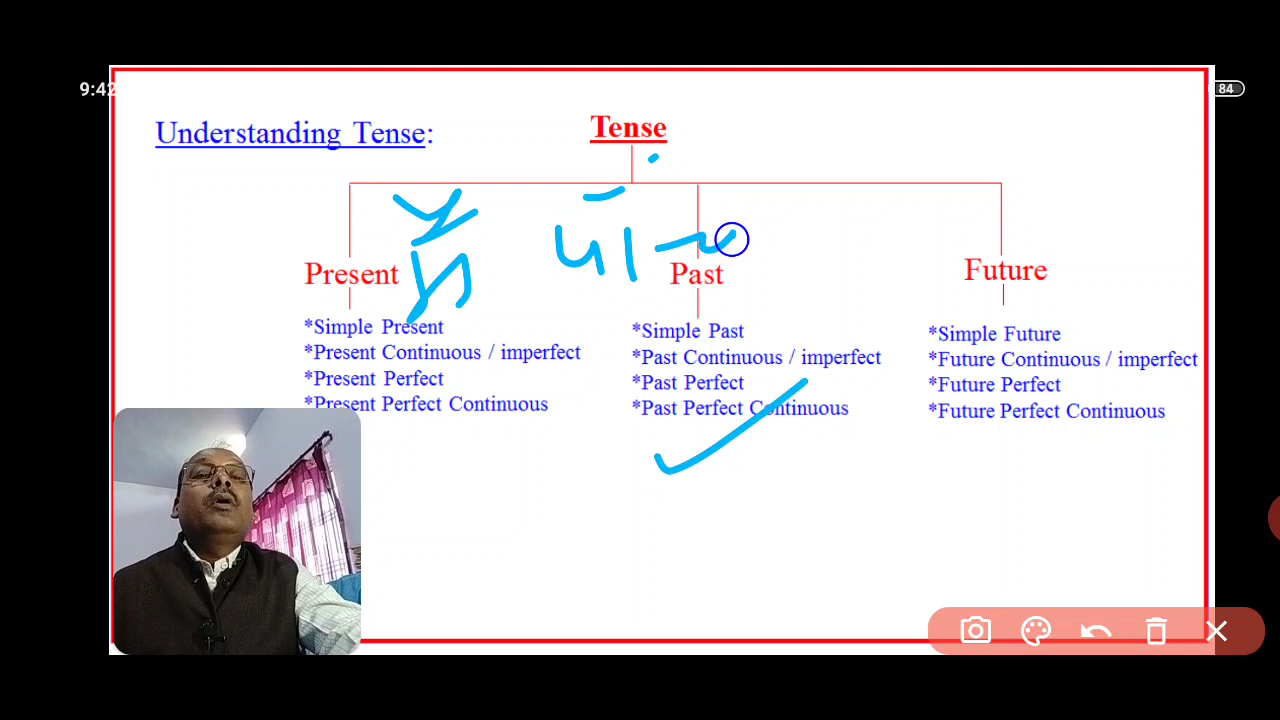 9:42
84
Understanding Tense:
Tense
Present
Past
Future
*Simple Present
*Present Continuous / imperfect
*Present Perfect
*Present Perfect Continuous
*Simple Past
*Past Continuous / imperfect
*Past Perfect
*Past Perfect Continuous
*Simple Future
*Future Continuous / imperfect
*Future Perfect
*Future Perfect Continuous